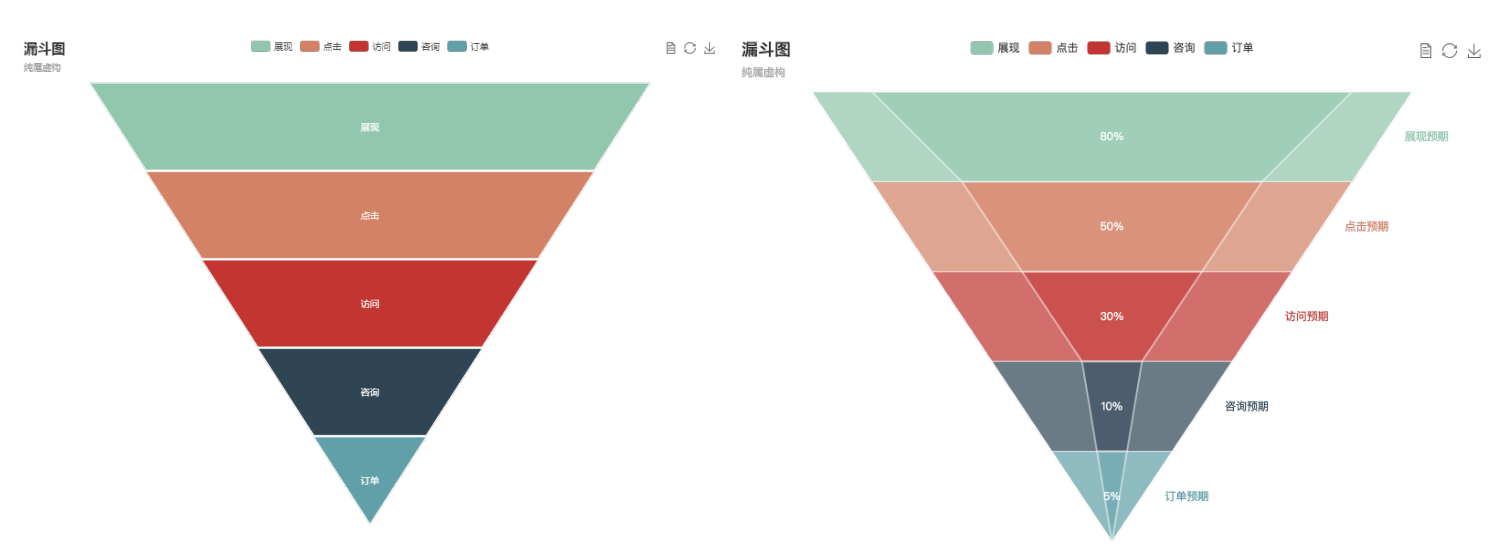 漏斗图
纯属虚构
展现 点击 访问 咨询 订单
展现
点击
访问
咨询
订单
漏斗图
纯属虚构
展现 点击 访问 咨询 订单
80%
展现预期
50%
点击预期
30%
访问预期
10%
咨询预期
5%
订单预期